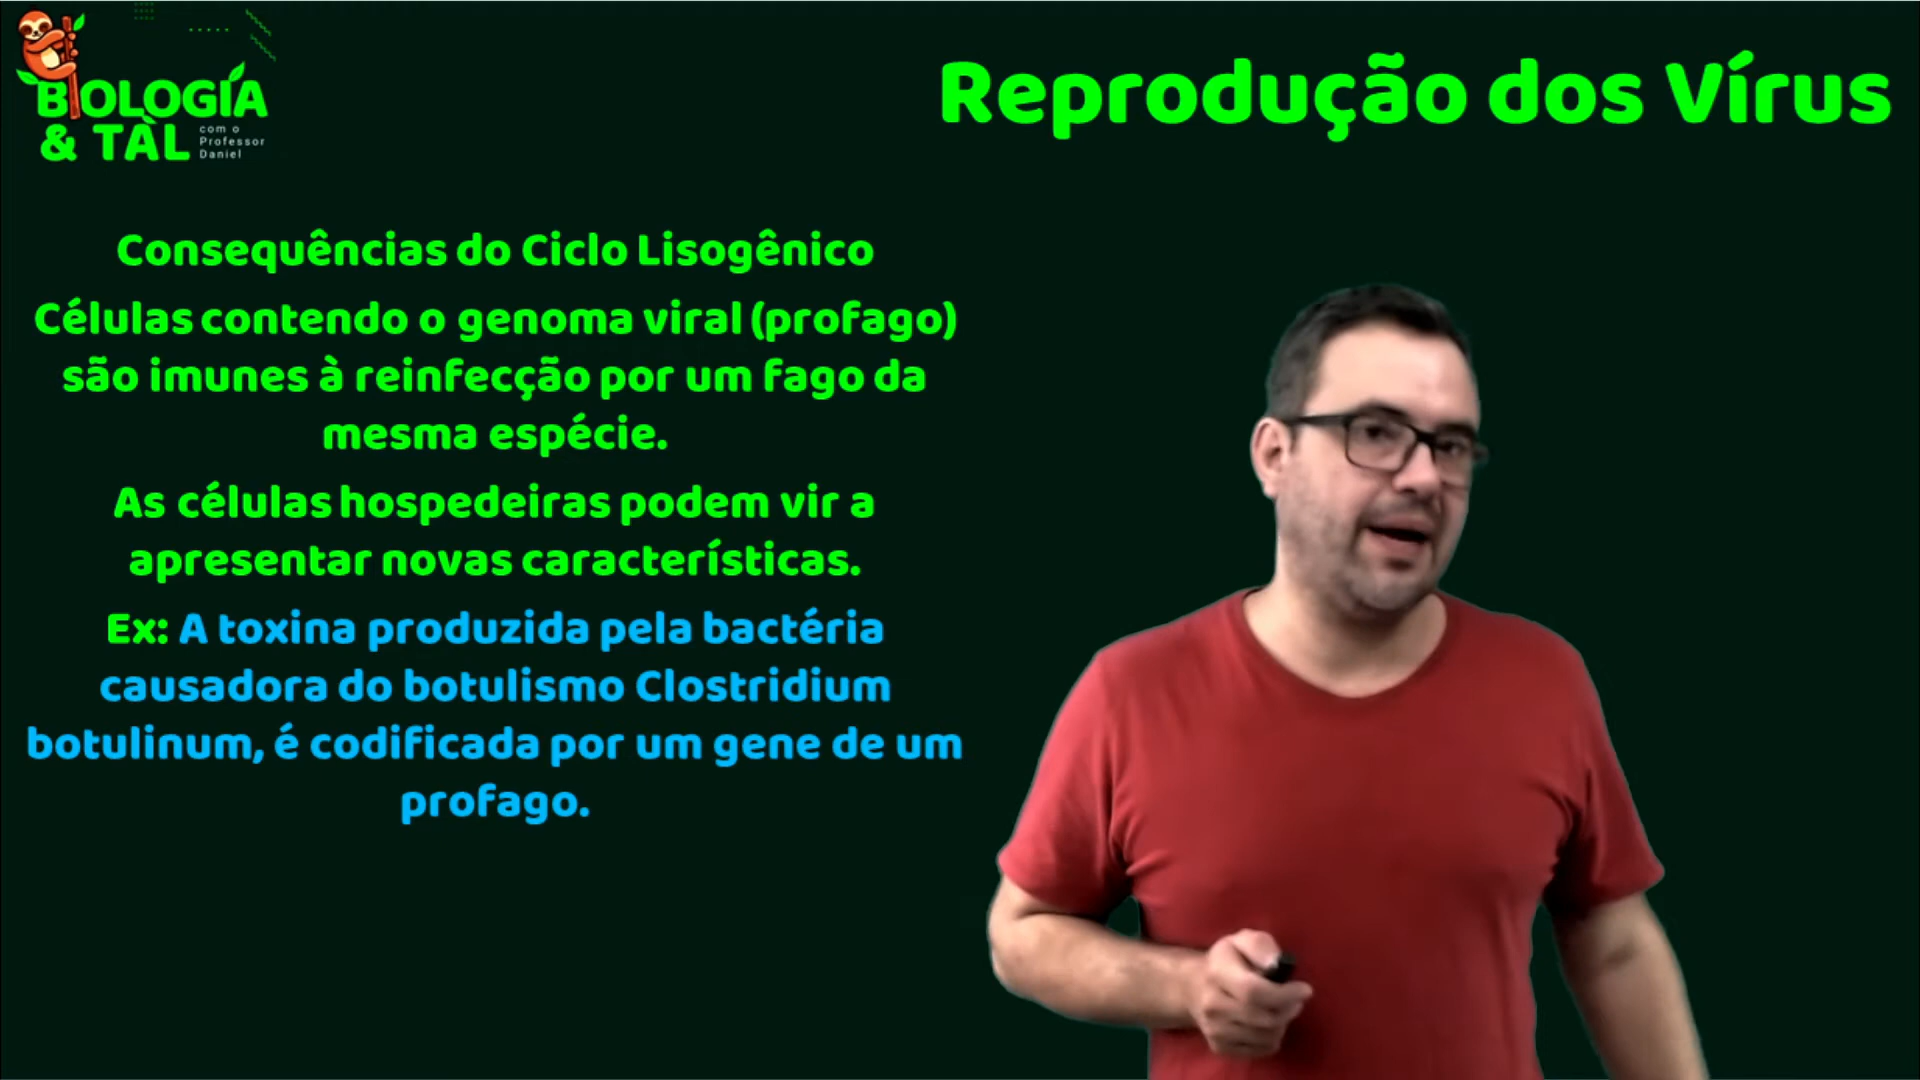 BIOLOGIA
& TAL
com o
Professor
Daniel
Reprodução dos Vírus
Consequências do Ciclo Lisogênico
Células contendo o genoma viral (profago)
são imunes à reinfecção por um fago da
mesma espécie.
As células hospedeiras podem vir a
apresentar novas características.
Ex: A toxina produzida pela bactéria
causadora do botulismo Clostridium
botulinum, é codificada por um gene de um
profago.